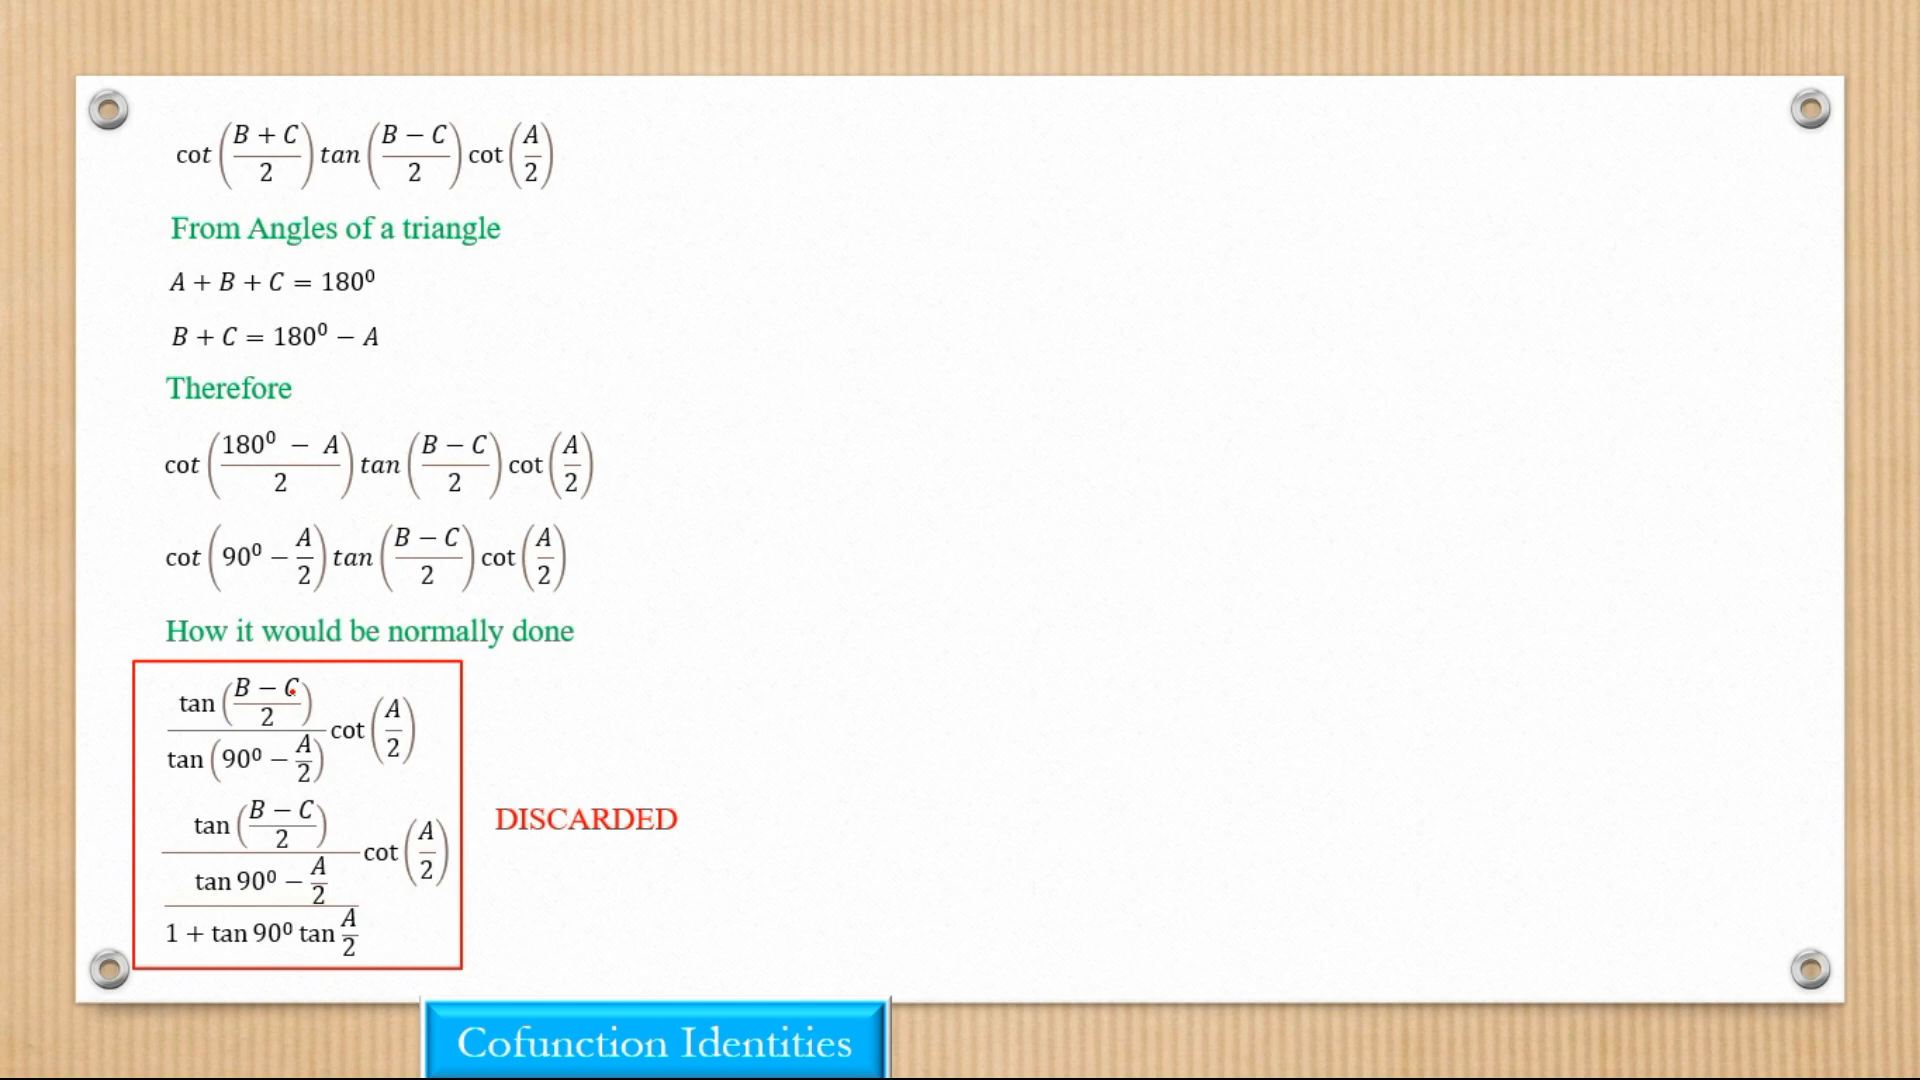 cot((B + C)/2) tan((B − C)/2) cot(A/2)
From Angles of a triangle
A + B + C = 180⁰
B + C = 180⁰ − A
Therefore
cot((180⁰ − A)/2) tan((B − C)/2) cot(A/2)
cot(90⁰ − A/2) tan((B − C)/2) cot(A/2)
How it would be normally done
tan((B − C)/2) / tan(90⁰ − A/2) cot(A/2)
tan((B − C)/2) / ((tan 90⁰ − A/2) / (1 + tan 90⁰ tan A/2)) cot(A/2)
DISCARDED
Cofunction Identities